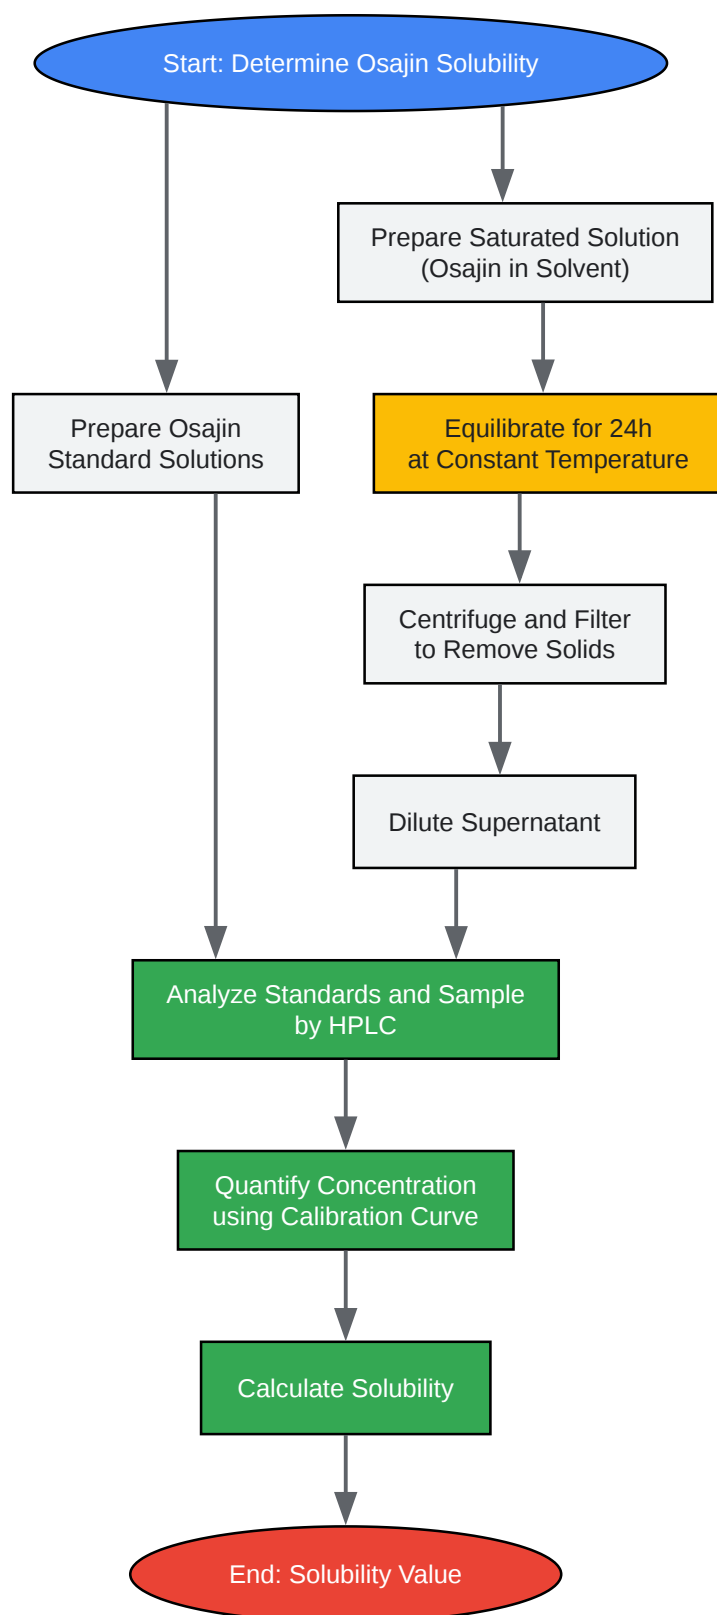 Start: Determine Osajin Solubility
Prepare Saturated Solution
(Osajin in Solvent)
Prepare Osajin
Standard Solutions
Equilibrate for 24h
at Constant Temperature
Centrifuge and Filter
to Remove Solids
Dilute Supernatant
Analyze Standards and Sample
by HPLC
Quantify Concentration
using Calibration Curve
Calculate Solubility
End: Solubility Value